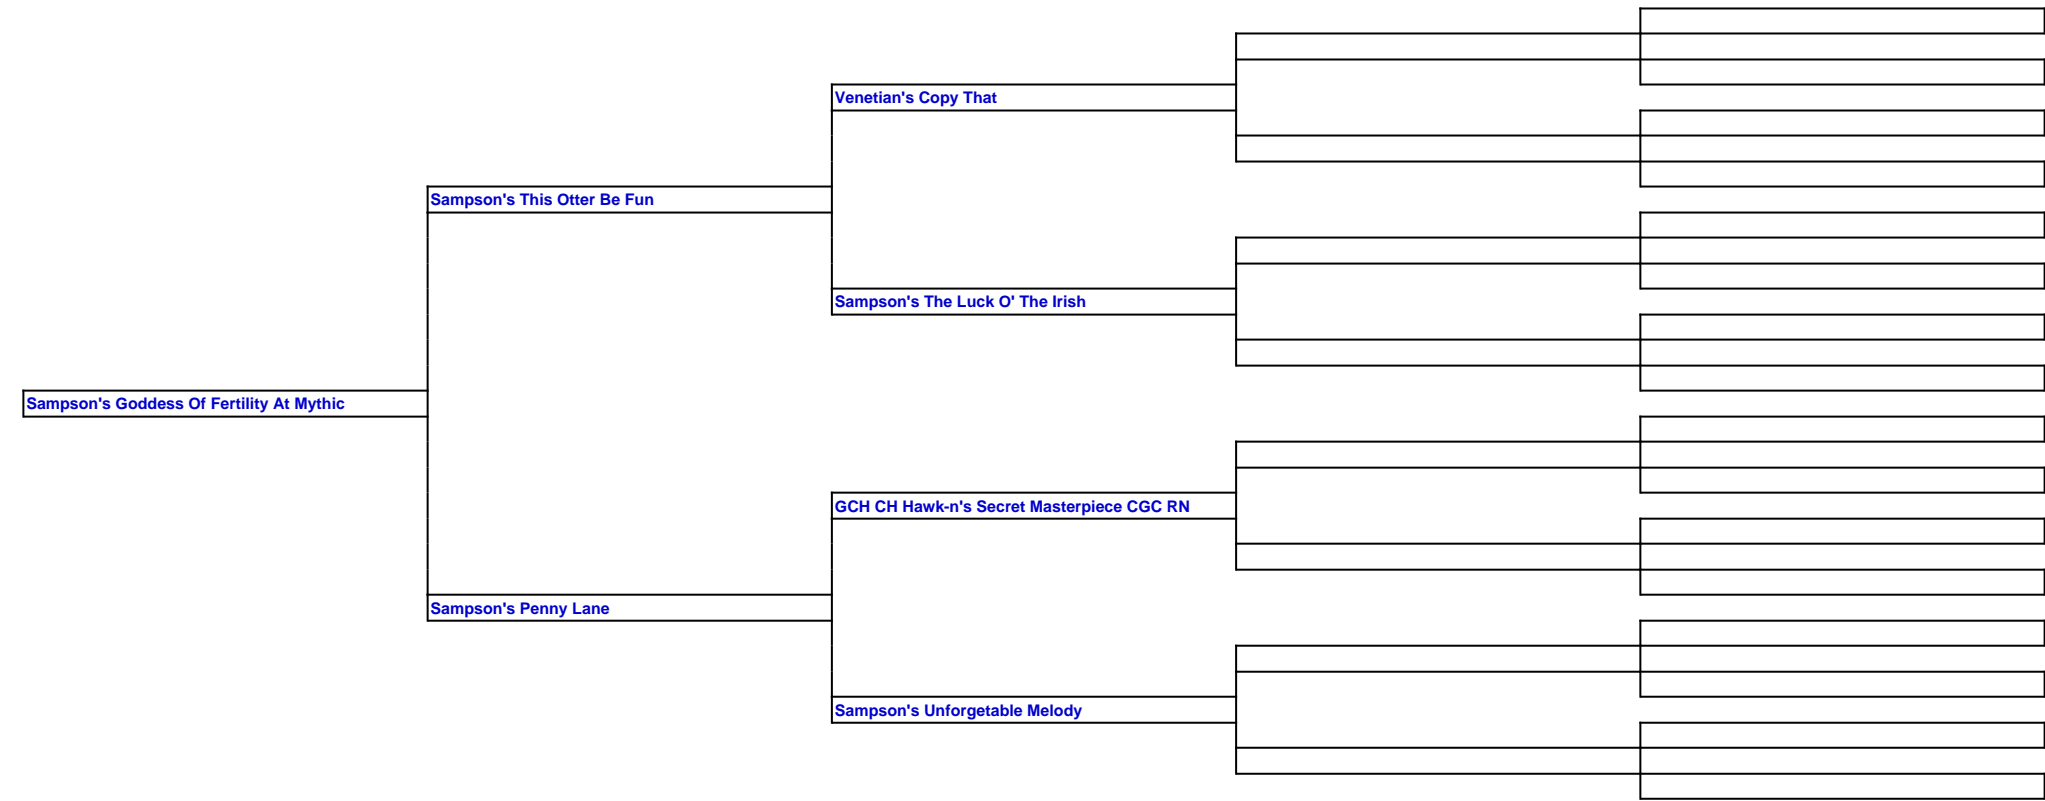 Venetian's Copy That
Sampson's This Otter Be Fun
Sampson's The Luck O' The Irish
Sampson's Goddess Of Fertility At Mythic
GCH CH Hawk-n's Secret Masterpiece CGC RN
Sampson's Penny Lane
Sampson's Unforgetable Melody